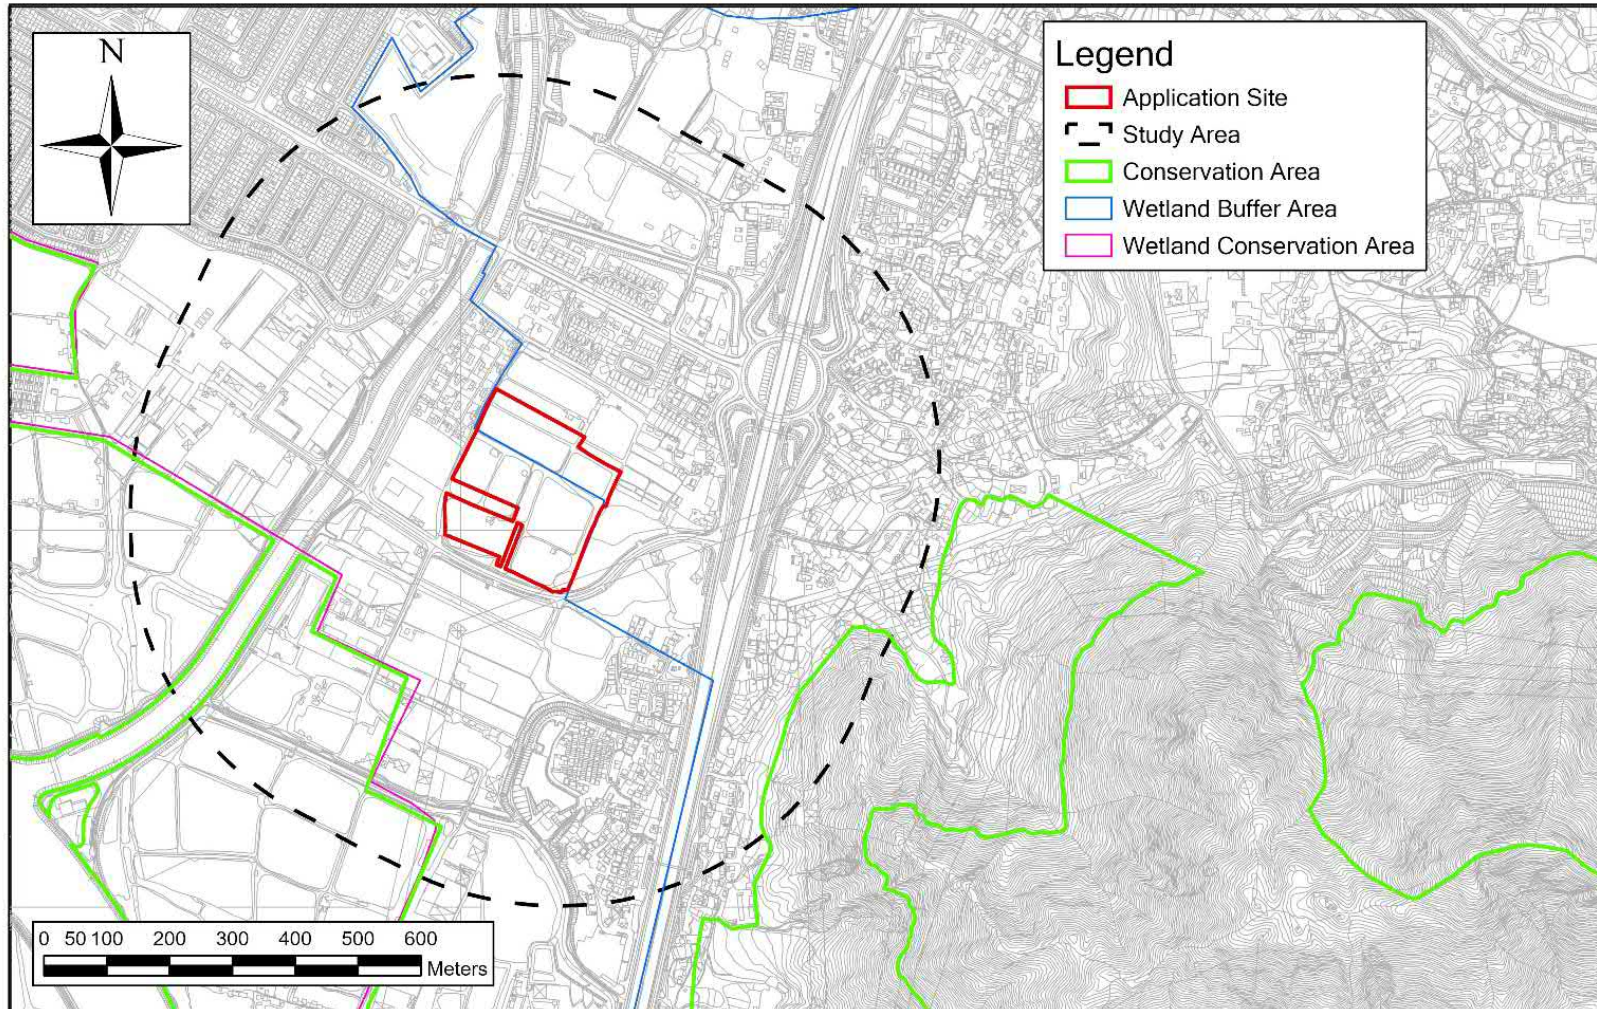 N
Legend
Application Site
Study Area
Conservation Area
Wetland Buffer Area
Wetland Conservation Area
0 50 100 200 300 400 500 600
Meters